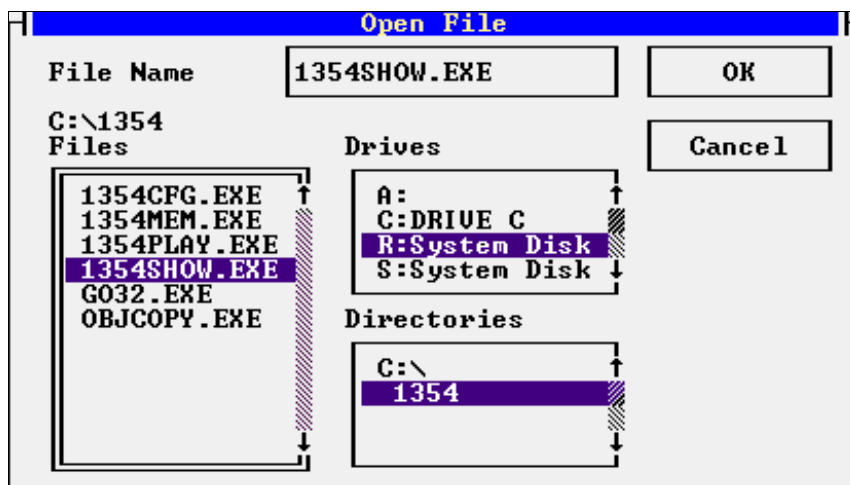 Open File
File Name
1354SHOW.EXE
OK
C:\1354
Files
Drives
Cancel
1354CFG.EXE
1354MEM.EXE
1354PLAY.EXE
1354SHOW.EXE
GO32.EXE
OBJCOPY.EXE
A:
C:DRIVE C
R:System Disk
S:System Disk
Directories
C:\
1354